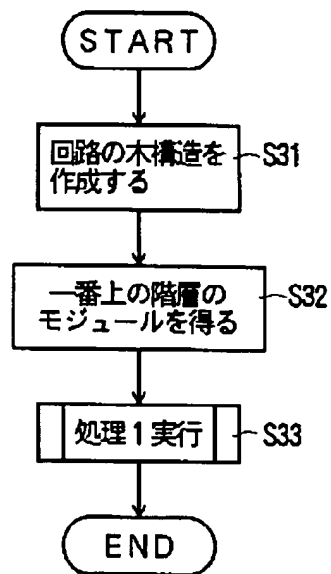 START
回路の木構造を
作成する
S31
一番上の階層の
モジュールを得る
S32
処理1実行
S33
END